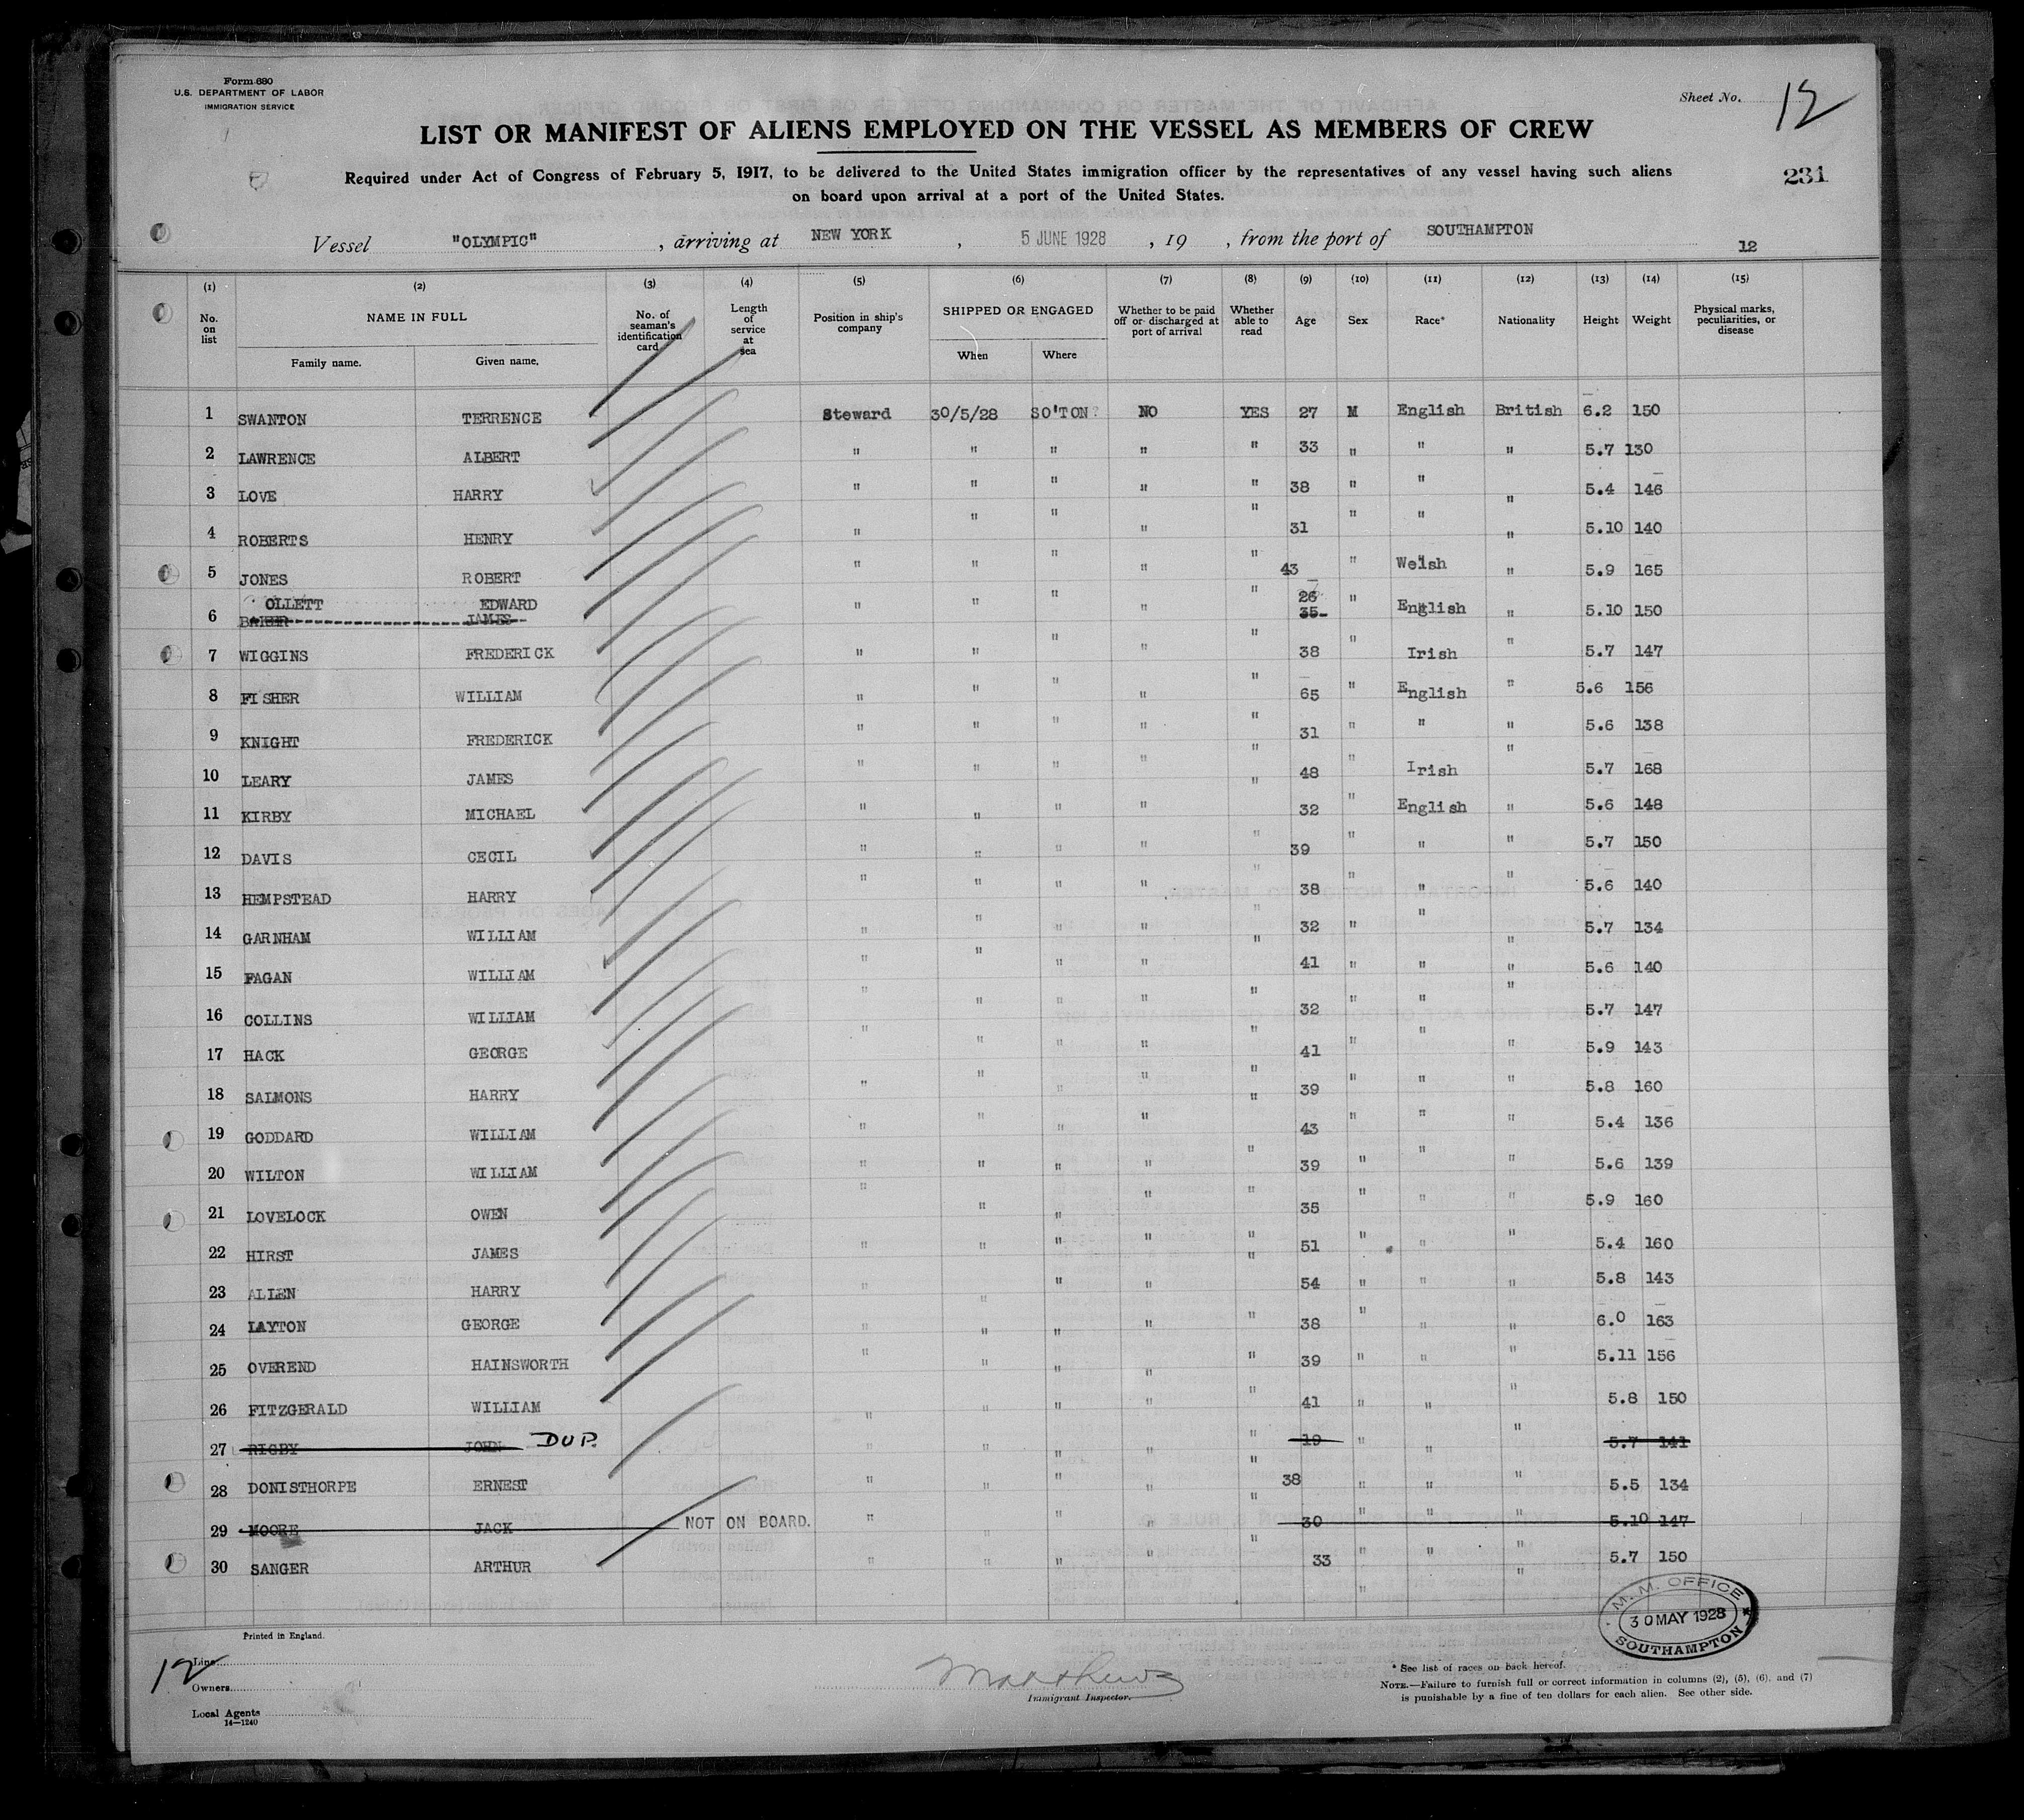 Form 680
U.S. DEPARTMENT OF LABOR
IMMIGRATION SERVICE
Sheet No. 12
LIST OR MANIFEST OF ALIENS EMPLOYED ON THE VESSEL AS MEMBERS OF CREW
Required under Act of Congress of February 5, 1917, to be delivered to the United States immigration officer by the representatives of any vessel having such aliens
on board upon arrival at a port of the United States.
231
Vessel "OLYMPIC" , arriving at NEW YORK , 5 JUNE 1928 , 19 , from the port of SOUTHAMPTON
12
(1) (2) (3) (4) (5) (6) (7) (8) (9) (10) (11) (12) (13) (14) (15)
No. on list NAME IN FULL Family name. Given name. No. of seaman's identification card Length of service at sea Position in ship's company SHIPPED OR ENGAGED When Where Whether to be paid off or discharged at port of arrival Whether able to read Age Sex Race* Nationality Height Weight Physical marks, peculiarities, or disease
1 SWANTON TERRENCE Steward 30/5/28 SO'TON NO YES 27 M English British 6.2 150
2 LAWRENCE ALBERT " " " " " 33 " " " 5.7 130
3 LOVE HARRY " " " " " 38 " " " 5.4 146
4 ROBERTS HENRY " " " " " 31 " " " 5.10 140
5 JONES ROBERT " " " " " 43 " Welsh " 5.9 165
OLLETT EDWARD 26
6 BAKER JAMES " " " " " 35 " English " 5.10 150
7 WIGGINS FREDERICK " " " " " 38 " Irish " 5.7 147
8 FISHER WILLIAM " " " " " 65 " English " 5.6 156
9 KNIGHT FREDERICK " " " " " 31 " " " 5.6 138
10 LEARY JAMES " " " " " 48 " Irish " 5.7 168
11 KIRBY MICHAEL " " " " " 32 " English " 5.6 148
12 DAVIS CECIL " " " " " 39 " " " 5.7 150
13 HEMPSTEAD HARRY " " " " " 38 " " " 5.6 140
14 GARNHAM WILLIAM " " " " " 32 " " " 5.7 134
15 FAGAN WILLIAM " " " " " 41 " " " 5.6 140
16 COLLINS WILLIAM " " " " " 32 " " " 5.7 147
17 HACK GEORGE " " " " " 41 " " " 5.9 143
18 SALMONS HARRY " " " " " 39 " " " 5.8 160
19 GODDARD WILLIAM " " " " " 43 " " " 5.4 136
20 WILTON WILLIAM " " " " " 39 " " " 5.6 139
21 LOVELOCK OWEN " " " " " 35 " " " 5.9 160
22 HIRST JAMES " " " " " 51 " " " 5.4 160
23 ALLEN HARRY " " " " " 54 " " " 5.8 143
24 LAYTON GEORGE " " " " " 38 " " " 6.0 163
25 OVEREND HAINSWORTH " " " " " 39 " " " 5.11 156
26 FITZGERALD WILLIAM " " " " " 41 " " " 5.8 150
27 RIGBY JOHN DUP. " " " " " 19 " " " 5.7 141
28 DONISTHORPE ERNEST " " " " " 38 " " " 5.5 134
29 MOORE JACK NOT ON BOARD. " " " " " 30 " " " 5.10 147
30 SANGER ARTHUR " " " " " 33 " " " 5.7 150
M.M. OFFICE
30 MAY 1928
SOUTHAMPTON
Printed in England.
12
Line
Owners
Local Agents
14—1240
Matthews
Immigrant Inspector.
* See list of races on back hereof.
NOTE.—Failure to furnish full or correct information in columns (2), (5), (6), and (7)
is punishable by a fine of ten dollars for each alien. See other side.